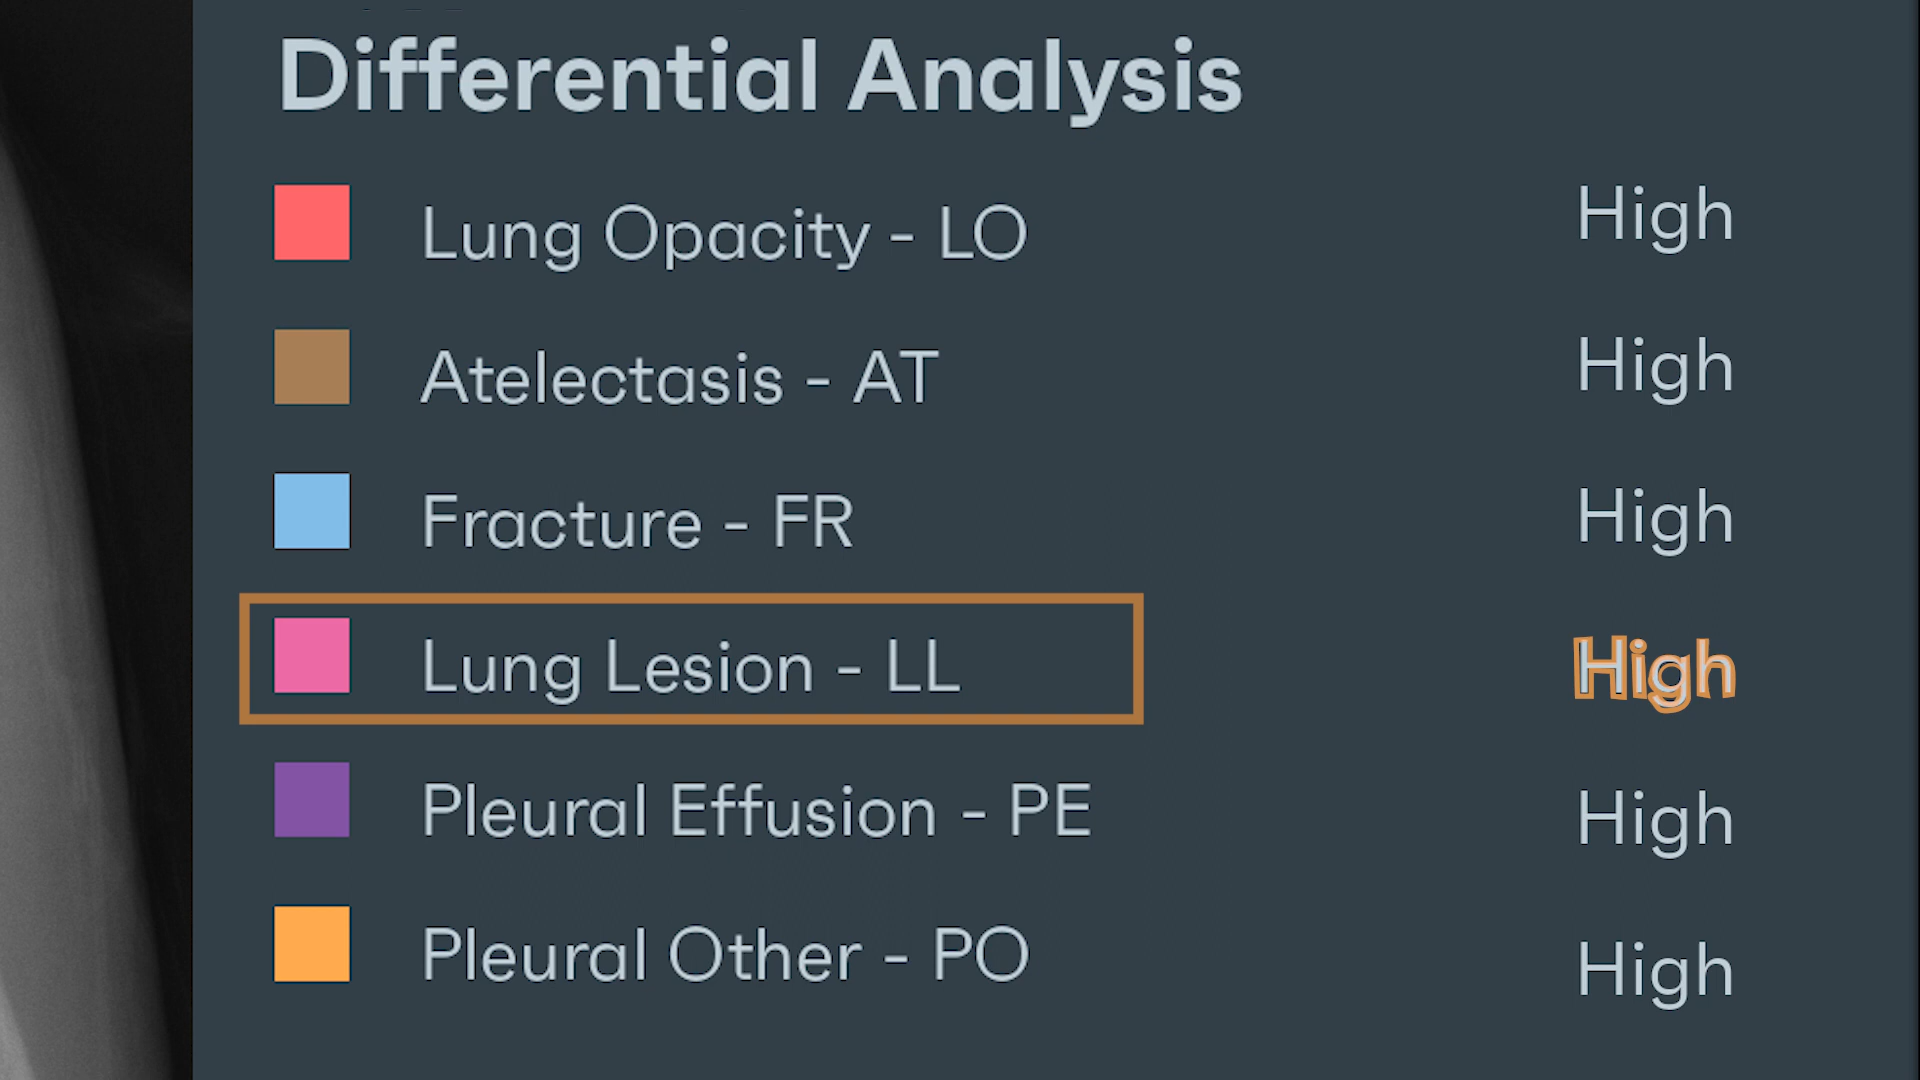 Differential Analysis
Lung Opacity - LO High
Atelectasis - AT High
Fracture - FR High
Lung Lesion - LL High
Pleural Effusion - PE High
Pleural Other - PO High